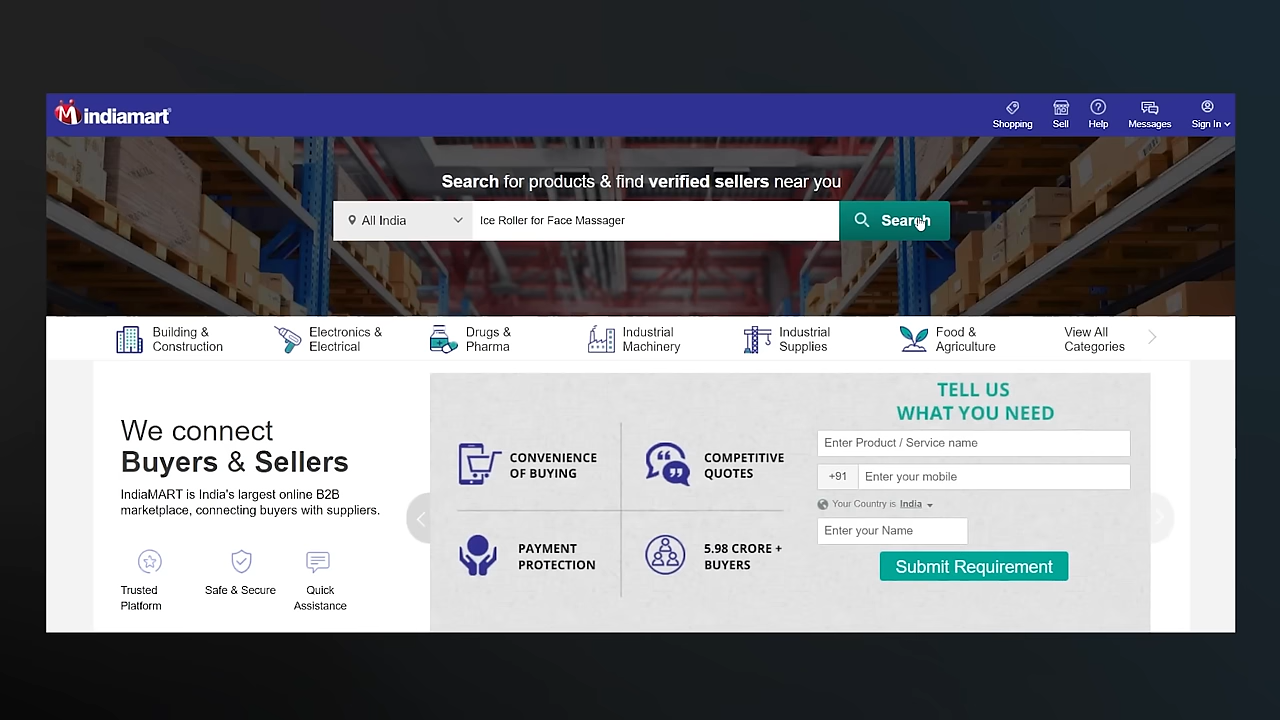 indiamart
Shopping
Sell
Help
Messages
Sign In
Search for products & find verified sellers near you
All India
Ice Roller for Face Massager
Search
Building &
Construction
Electronics &
Electrical
Drugs &
Pharma
Industrial
Machinery
Industrial
Supplies
Food &
Agriculture
View All
Categories
We connect
Buyers & Sellers
IndiaMART is India's largest online B2B
marketplace, connecting buyers with suppliers.
Trusted
Platform
Safe & Secure
Quick
Assistance
CONVENIENCE
OF BUYING
COMPETITIVE
QUOTES
PAYMENT
PROTECTION
5.98 CRORE +
BUYERS
TELL US
WHAT YOU NEED
Enter Product / Service name
+91
Enter your mobile
Your Country is India
Enter your Name
Submit Requirement